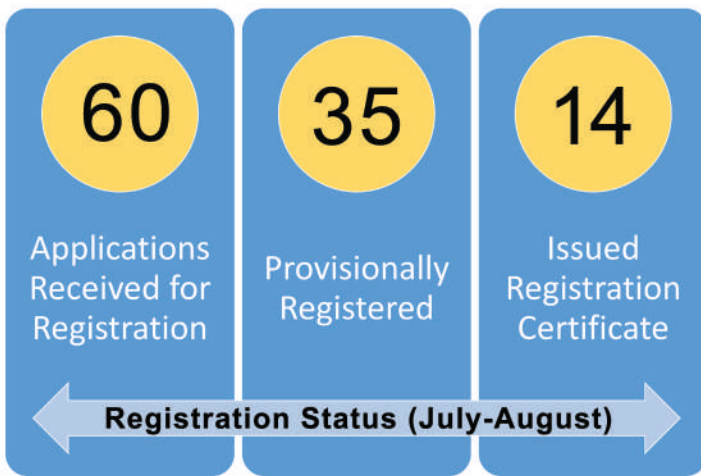 60
Applications
Received for
Registration
35
Provisionally
Registered
14
Issued
Registration
Certificate
Registration Status (July-August)